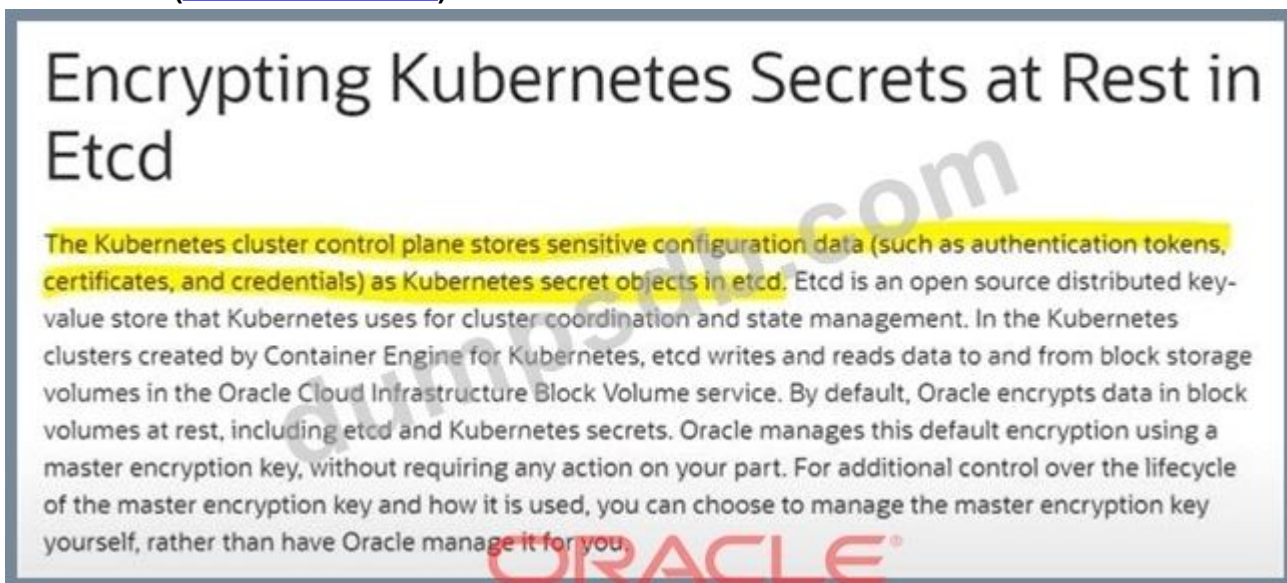 Encrypting Kubernetes Secrets at Rest in
Etcd
The Kubernetes cluster control plane stores sensitive configuration data (such as authentication tokens,
certificates, and credentials) as Kubernetes secret objects in etcd. Etcd is an open source distributed key-
value store that Kubernetes uses for cluster coordination and state management. In the Kubernetes
clusters created by Container Engine for Kubernetes, etcd writes and reads data to and from block storage
volumes in the Oracle Cloud Infrastructure Block Volume service. By default, Oracle encrypts data in block
volumes at rest, including etcd and Kubernetes secrets. Oracle manages this default encryption using a
master encryption key, without requiring any action on your part. For additional control over the lifecycle
of the master encryption key and how it is used, you can choose to manage the master encryption key
yourself, rather than have Oracle manage it for you.
dumpsdb.com
ORACLE®